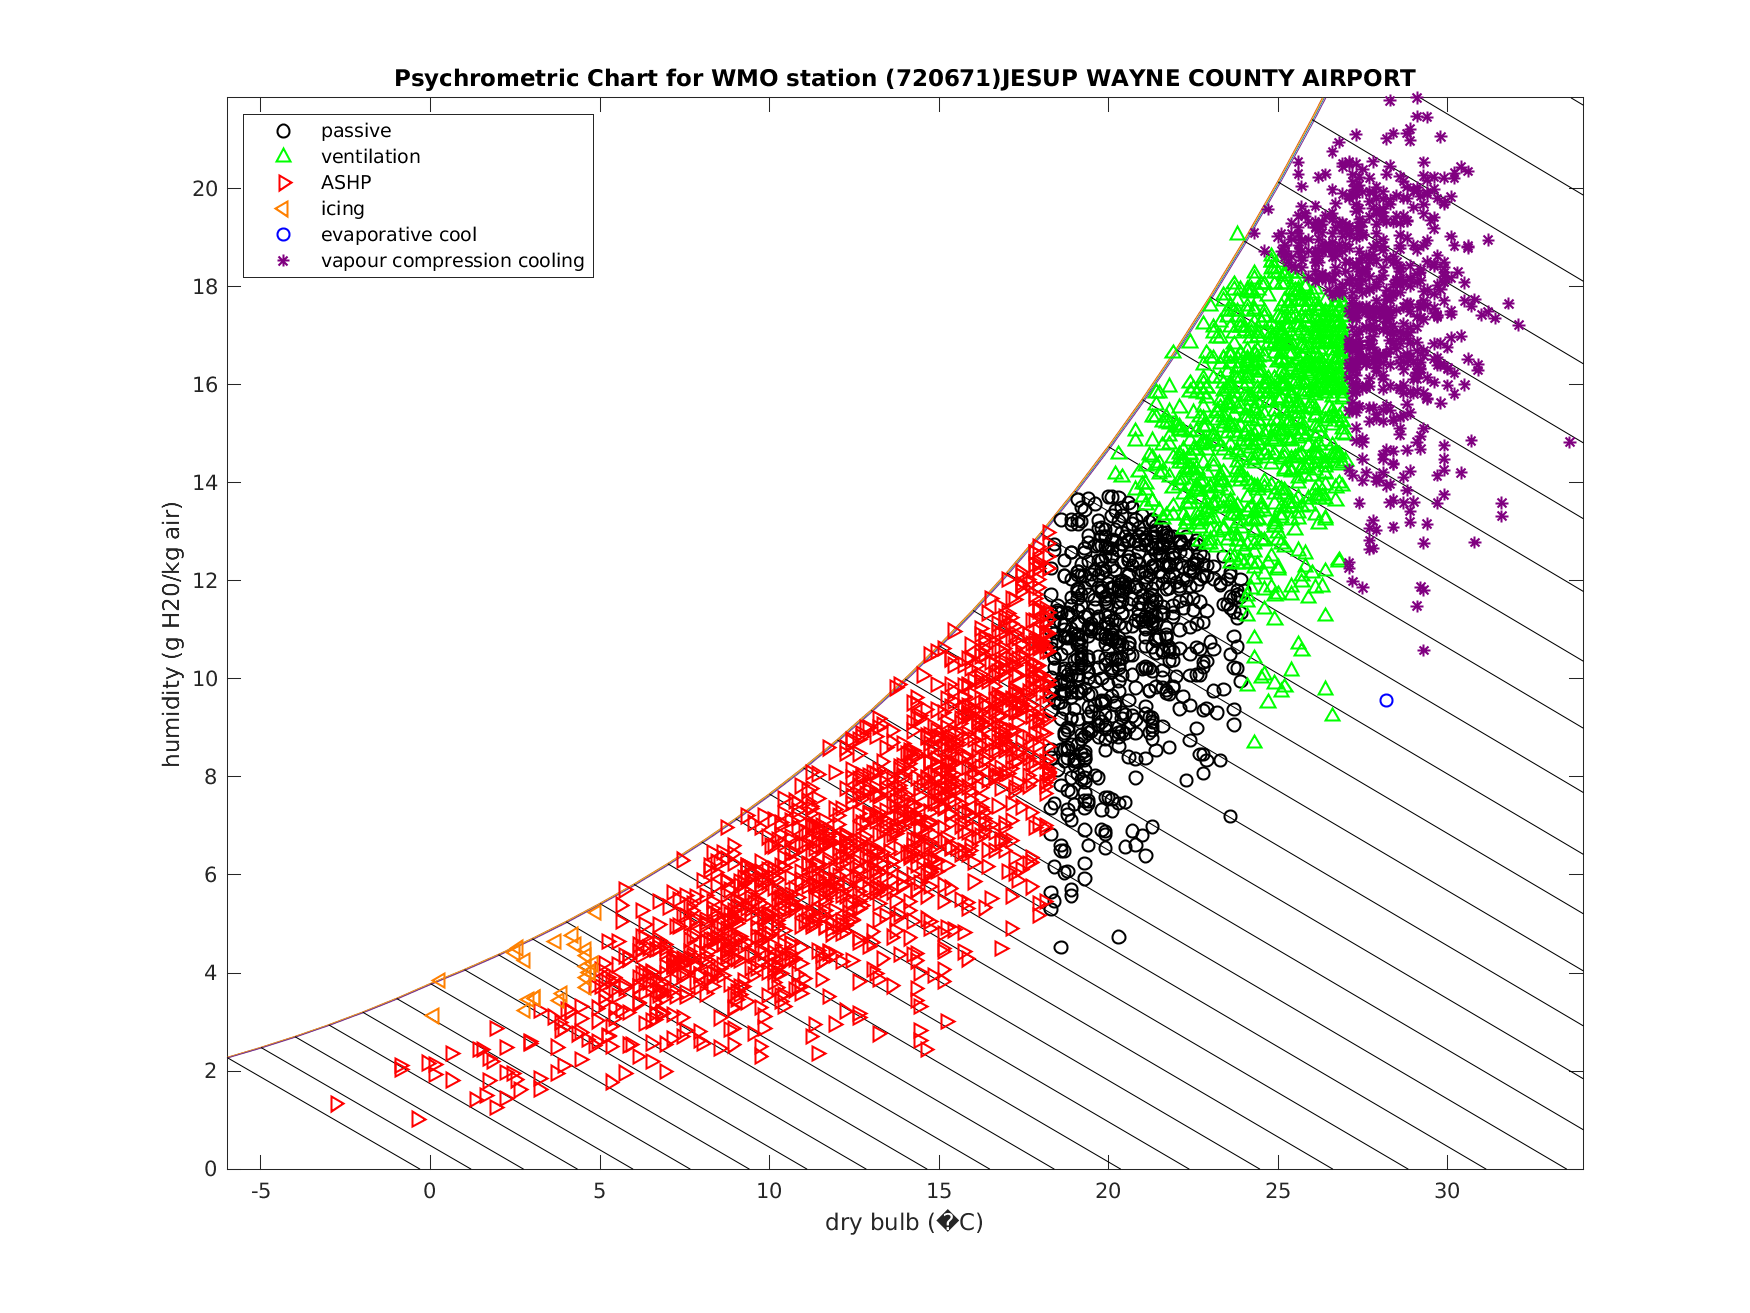 Psychrometric Chart for WMO station (720671)JESUP WAYNE COUNTY AIRPORT
passive
ventilation
ASHP
icing
evaporative cool
vapour compression cooling
humidity (g H20/kg air)
20
18
16
14
12
10
8
6
4
2
0
-5 0 5 10 15 20 25 30
dry bulb (�C)